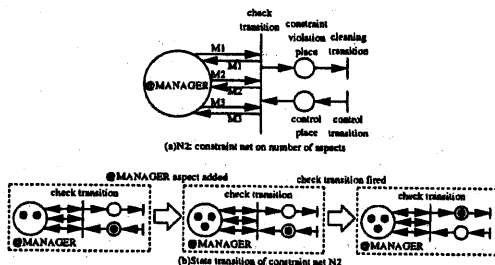 check
transition
constraint
violation
place
cleaning
transition
M1
M1
@MANAGER
M2
M2
M3
M3
control
place
control
transition
(a)N2: constraint net on number of aspects
@MANAGER aspect added
check transition fired
check transition
check transition
check transition
@MANAGER
@MANAGER
@MANAGER
(b)State transition of constraint net N2